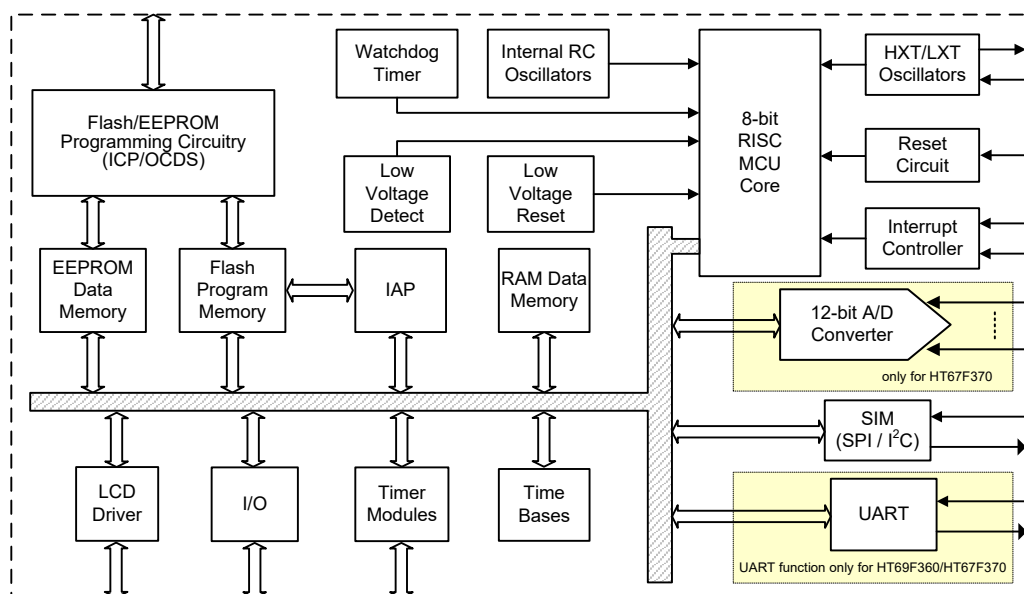 Watchdog
Timer
Internal RC
Oscillators
HXT/LXT
Oscillators
Flash/EEPROM
Programming Circuitry
(ICP/OCDS)
8-bit
RISC
MCU
Core
Reset
Circuit
Low
Voltage
Detect
Low
Voltage
Reset
Interrupt
Controller
EEPROM
Data
Memory
Flash
Program
Memory
IAP
RAM Data
Memory
12-bit A/D
Converter
only for HT67F370
SIM
(SPI / I²C)
LCD
Driver
I/O
Timer
Modules
Time
Bases
UART
UART function only for HT69F360/HT67F370